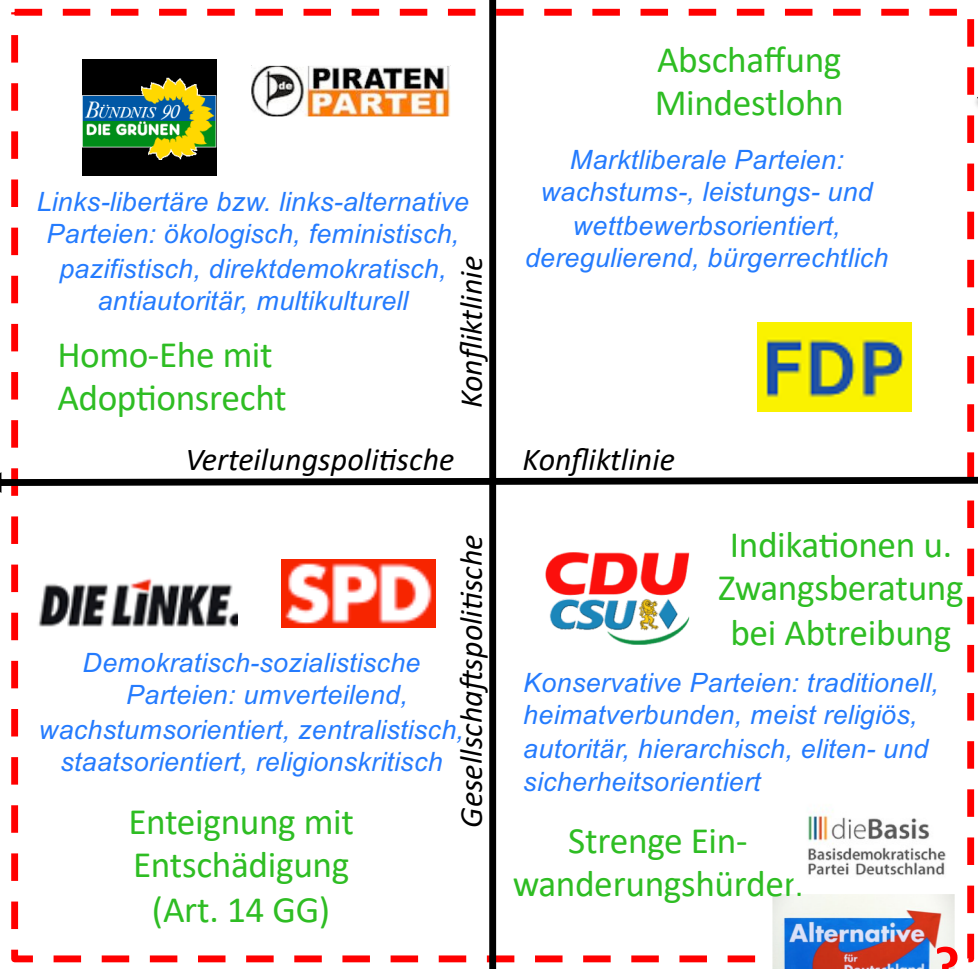 BÜNDNIS 90
DIE GRÜNEN
de
PIRATEN
PARTEI
Links-libertäre bzw. links-alternative
Parteien: ökologisch, feministisch,
pazifistisch, direktdemokratisch,
antiautoritär, multikulturell
Homo-Ehe mit
Adoptionsrecht
Abschaffung
Mindestlohn
Marktliberale Parteien:
wachstums-, leistungs- und
wettbewerbsorientiert,
deregulierend, bürgerrechtlich
FDP
Konfliktlinie
Verteilungspolitische
Konfliktlinie
Gesellschaftspolitische
DIE LINKE.
SPD
Demokratisch-sozialistische
Parteien: umverteilend,
wachstumsorientiert, zentralistisch,
staatsorientiert, religionskritisch
Enteignung mit
Entschädigung
(Art. 14 GG)
CDU
CSU
Indikationen u.
Zwangsberatung
bei Abtreibung
Konservative Parteien: traditionell,
heimatverbunden, meist religiös,
autoritär, hierarchisch, eliten- und
sicherheitsorientiert
Strenge Ein-
wanderungshürden
dieBasis
Basisdemokratische
Partei Deutschland
Alternative
für
Deutschland
?